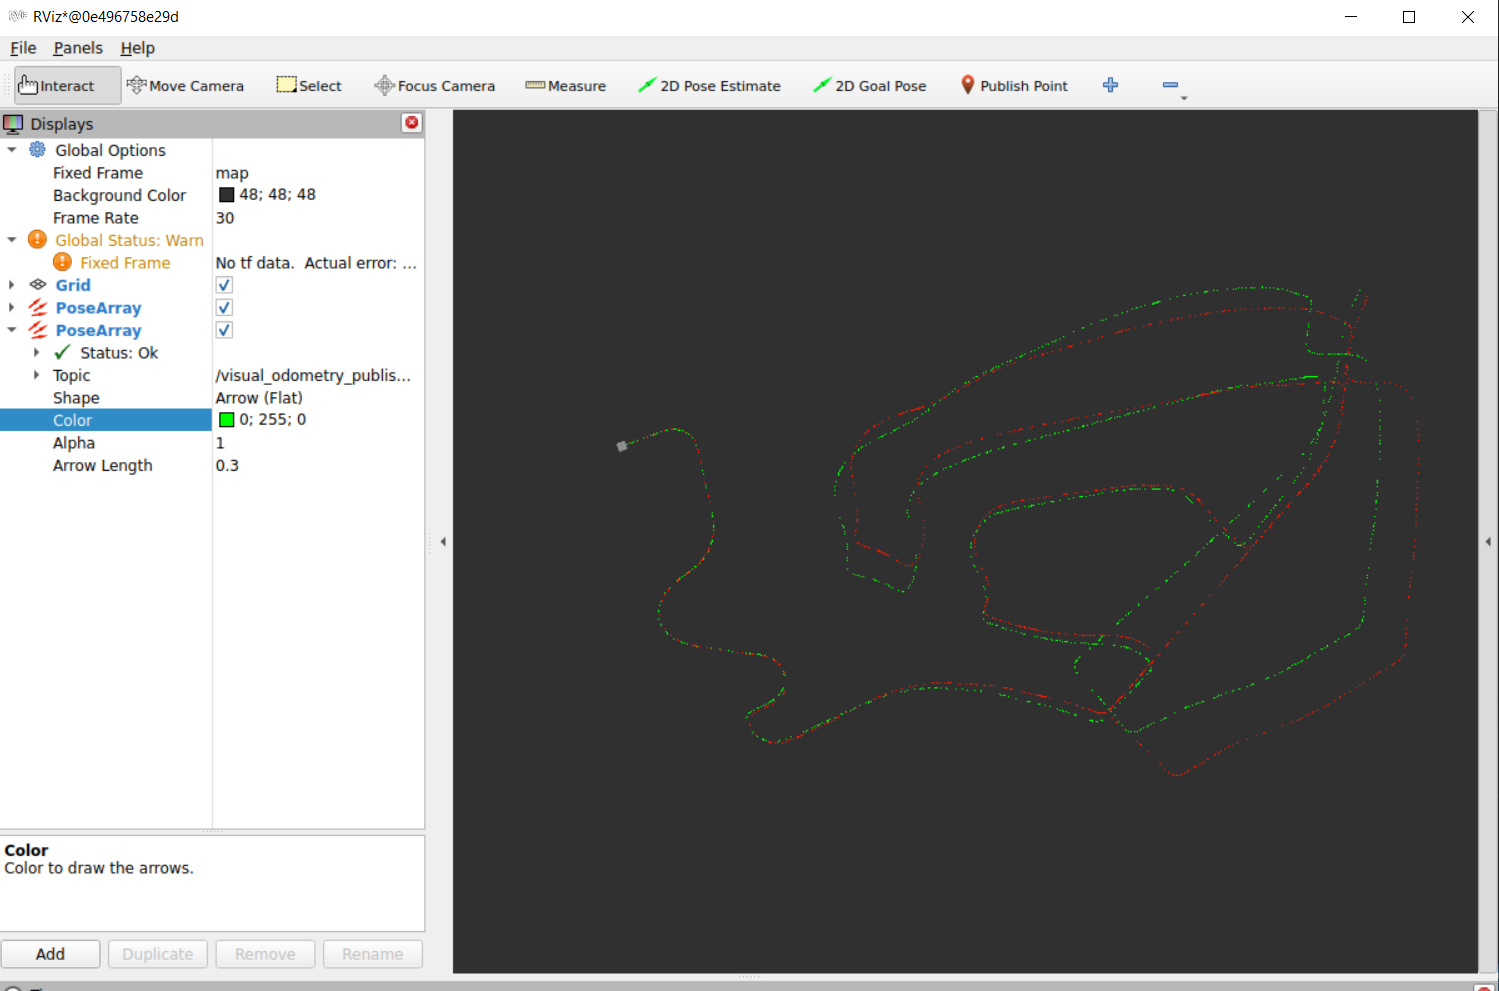 RViz*@0e496758e29d
File Panels Help
Interact Move Camera Select Focus Camera Measure 2D Pose Estimate 2D Goal Pose Publish Point
Displays
Global Options
Fixed Frame map
Background Color 48; 48; 48
Frame Rate 30
Global Status: Warn
Fixed Frame No tf data. Actual error: ...
Grid
PoseArray
PoseArray
Status: Ok
Topic /visual_odometry_publis...
Shape Arrow (Flat)
Color 0; 255; 0
Alpha 1
Arrow Length 0.3
Color
Color to draw the arrows.
Add Duplicate Remove Rename